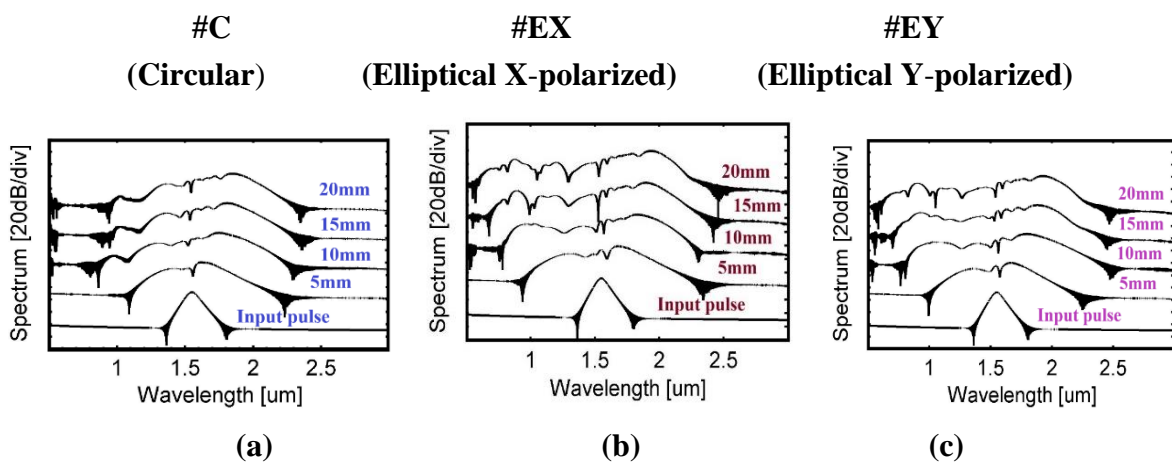 #C #EX #EY
(Circular) (Elliptical X-polarized) (Elliptical Y-polarized)
Spectrum [20dB/div]
20mm
15mm
10mm
5mm
Input pulse
1 1.5 2 2.5
Wavelength [um]
(a)
Spectrum [20dB/div]
20mm
15mm
10mm
5mm
Input pulse
1 1.5 2 2.5
Wavelength [um]
(b)
Spectrum [20dB/div]
20mm
15mm
10mm
5mm
Input pulse
1 1.5 2 2.5
Wavelength [um]
(c)